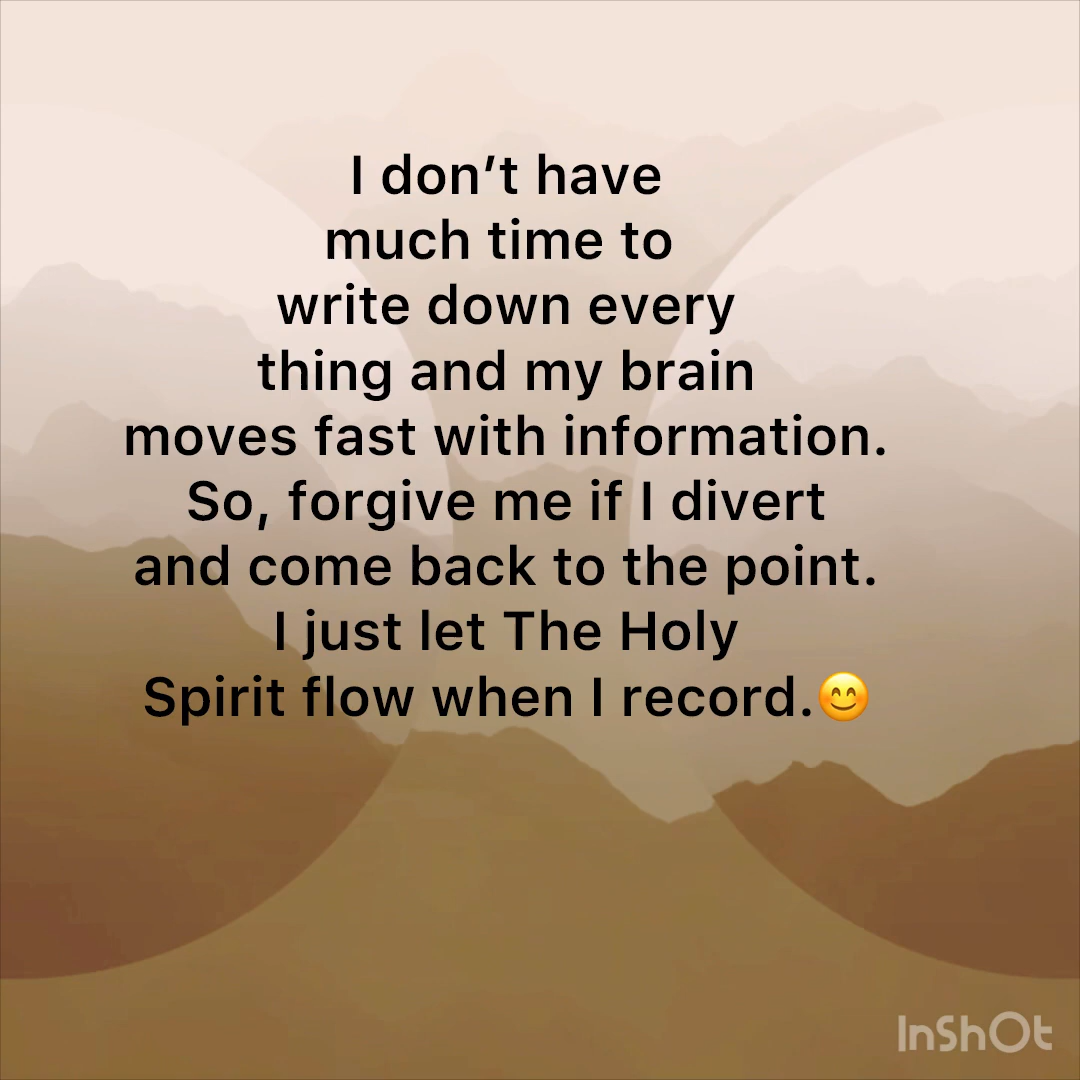 I don’t have
much time to
write down every
thing and my brain
moves fast with information.
So, forgive me if I divert
and come back to the point.
I just let The Holy
Spirit flow when I record.😊
InShOt